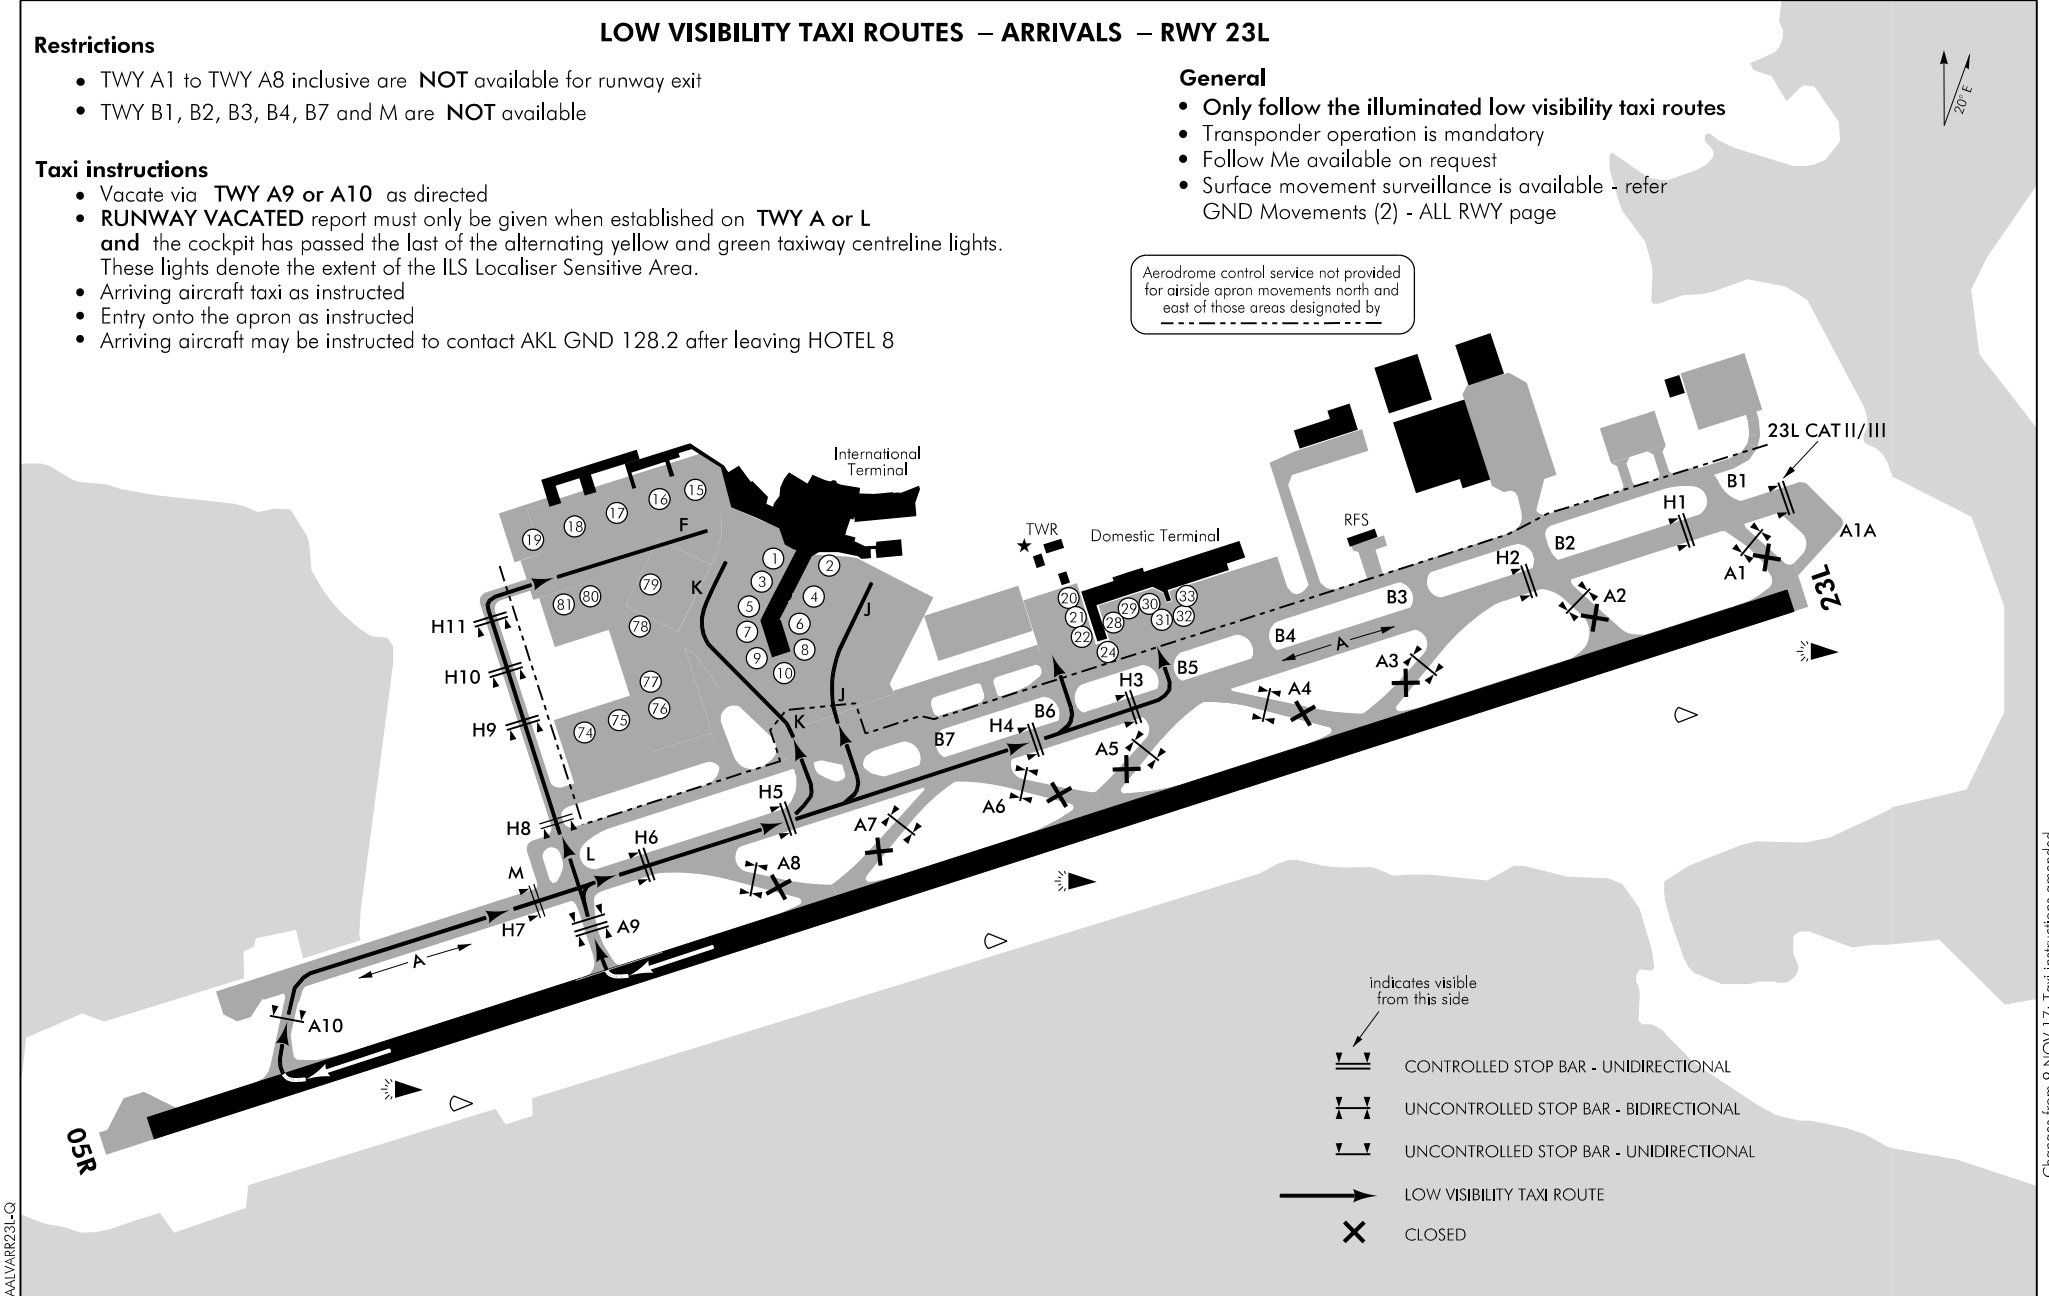 LOW VISIBILITY TAXI ROUTES – ARRIVALS – RWY 23L
Restrictions
• TWY A1 to TWY A8 inclusive are NOT available for runway exit
• TWY B1, B2, B3, B4, B7 and M are NOT available
Taxi instructions
• Vacate via TWY A9 or A10 as directed
• RUNWAY VACATED report must only be given when established on TWY A or L
and the cockpit has passed the last of the alternating yellow and green taxiway centreline lights.
These lights denote the extent of the ILS Localiser Sensitive Area.
• Arriving aircraft taxi as instructed
• Entry onto the apron as instructed
• Arriving aircraft may be instructed to contact AKL GND 128.2 after leaving HOTEL 8
General
• Only follow the illuminated low visibility taxi routes
• Transponder operation is mandatory
• Follow Me available on request
• Surface movement surveillance is available - refer
GND Movements (2) - ALL RWY page
20° E
Aerodrome control service not provided
for airside apron movements north and
east of those areas designated by
23L CAT II/III
International
Terminal
TWR
Domestic Terminal
RFS
B1
H1
A1A
A1
23L
B2
H2
A2
B3
B4
A
A3
A4
B5
H3
B6
H4
A5
A6
B7
15
16
17
18
19
F
K
1
2
3
4
5
6
7
8
9
10
J
J
K
79
80
81
78
77
76
75
74
20
21
22
24
28
29
30
31
32
33
H11
H10
H9
H8
H5
H6
L
A7
A8
M
H7
A9
A
A10
05R
indicates visible
from this side
CONTROLLED STOP BAR - UNIDIRECTIONAL
UNCONTROLLED STOP BAR - BIDIRECTIONAL
UNCONTROLLED STOP BAR - UNIDIRECTIONAL
LOW VISIBILITY TAXI ROUTE
CLOSED
AALVARR23L-Q
Changes from 9 NOV 17: Taxi instructions amended